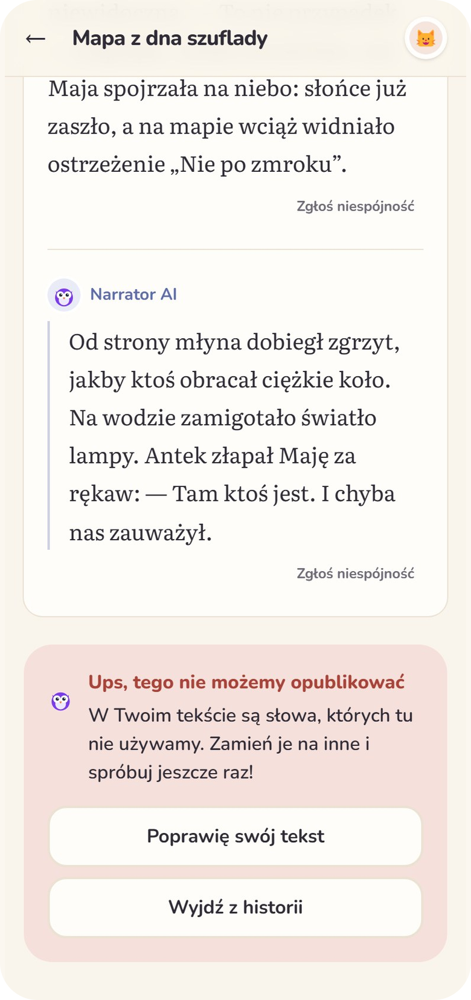 Mapa z dna szuflady
Maja spojrzała na niebo: słońce już
zaszło, a na mapie wciąż widniało
ostrzeżenie „Nie po zmroku”.
Zgłoś niespójność
Narrator AI
Od strony młyna dobiegł zgrzyt,
jakby ktoś obracał ciężkie koło.
Na wodzie zamigotało światło
lampy. Antek złapał Maję za
rękaw: — Tam ktoś jest. I chyba
nas zauważył.
Zgłoś niespójność
Ups, tego nie możemy opublikować
W Twoim tekście są słowa, których tu
nie używamy. Zamień je na inne i
spróbuj jeszcze raz!
Poprawię swój tekst
Wyjdź z historii